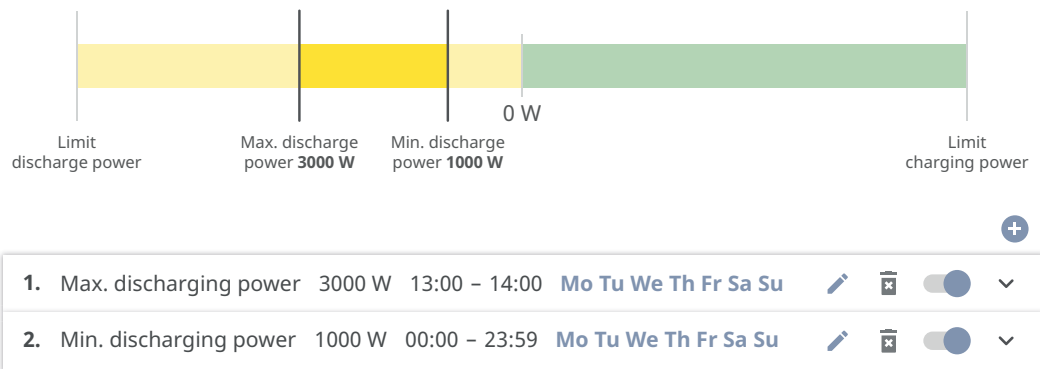 0 W
Limit
discharge power
Max. discharge
power 3000 W
Min. discharge
power 1000 W
Limit
charging power
1. Max. discharging power 3000 W 13:00 – 14:00 Mo Tu We Th Fr Sa Su
2. Min. discharging power 1000 W 00:00 – 23:59 Mo Tu We Th Fr Sa Su